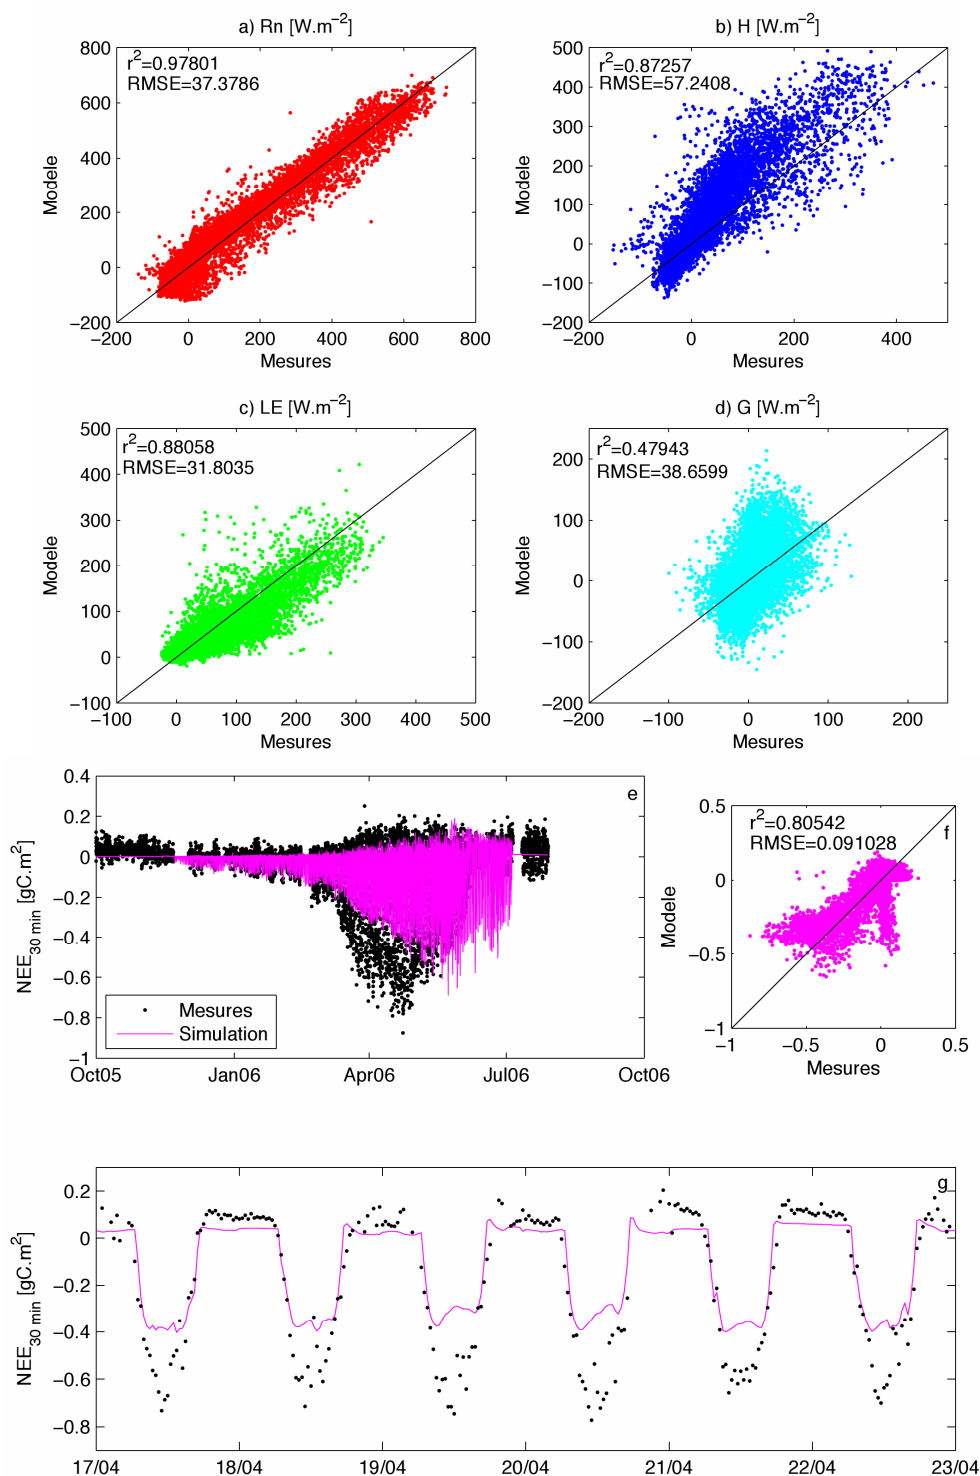 a) Rn [W.m−2]
r2=0.97801
RMSE=37.3786
800
600
400
200
0
−200
−200 0 200 400 600 800
Modele
Mesures
b) H [W.m−2]
r2=0.87257
RMSE=57.2408
500
400
300
200
100
0
−100
−200
−200 0 200 400
Modele
Mesures
c) LE [W.m−2]
r2=0.88058
RMSE=31.8035
500
400
300
200
100
0
−100
−100 0 100 200 300 400 500
Modele
Mesures
d) G [W.m−2]
r2=0.47943
RMSE=38.6599
200
100
0
−100
−200
−200 −100 0 100 200
Modele
Mesures
e
0.4
0.2
0
−0.2
−0.4
−0.6
−0.8
−1
NEE30 min [gC.m2]
Mesures
Simulation
Oct05 Jan06 Apr06 Jul06 Oct06
f
r2=0.80542
RMSE=0.091028
0.5
0
−0.5
−1
−1 −0.5 0 0.5
Modele
Mesures
g
0.2
0
−0.2
−0.4
−0.6
−0.8
NEE30 min [gC.m2]
17/04 18/04 19/04 20/04 21/04 22/04 23/04